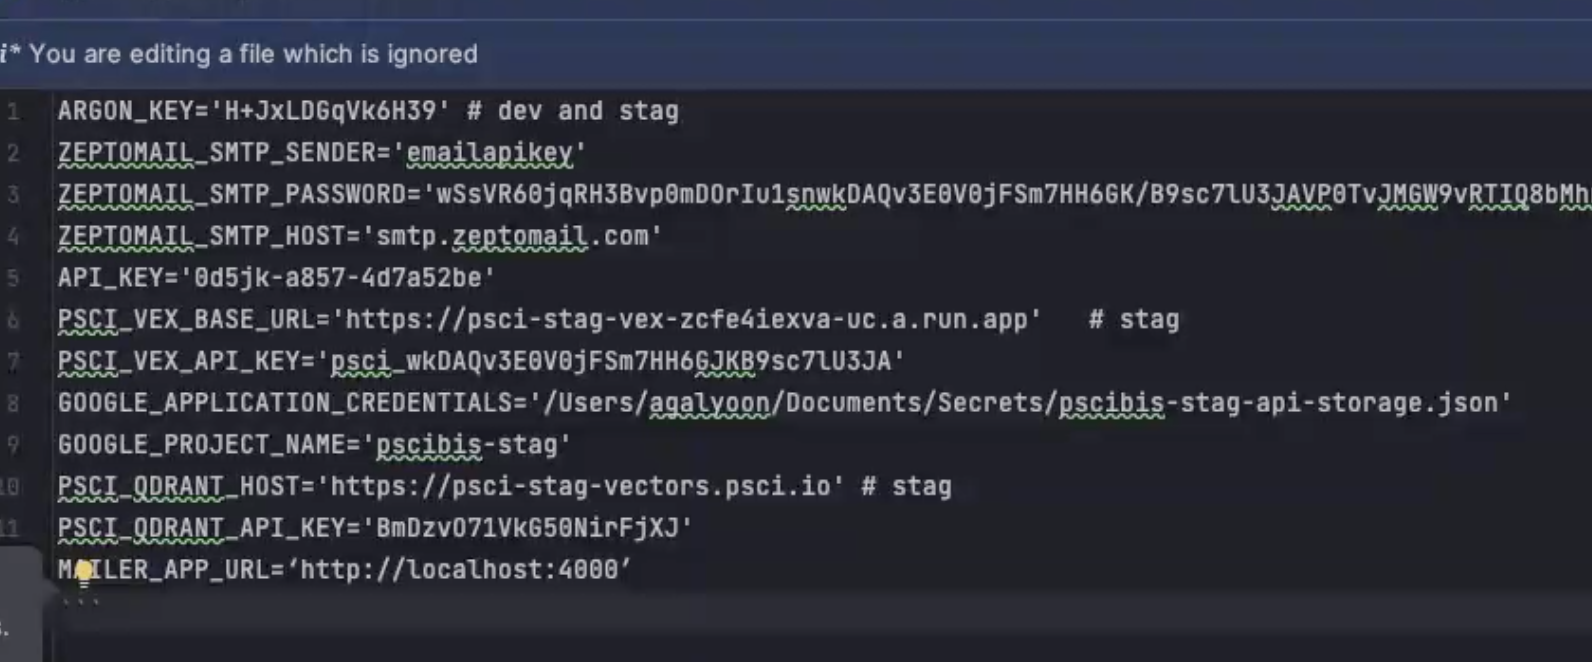 i* You are editing a file which is ignored
1 ARGON_KEY='H+JxLDGqVk6H39' # dev and stag
2 ZEPTOMAIL_SMTP_SENDER='emailapikey'
3 ZEPTOMAIL_SMTP_PASSWORD='wSsVR60jqRH3Bvp0mDOrIu1snwkDAQv3E0V0jFSm7HH6GK/B9sc7lU3JAVP0TvJMGW9vRTIQ8bMh
4 ZEPTOMAIL_SMTP_HOST='smtp.zeptomail.com'
5 API_KEY='0d5jk-a857-4d7a52be'
6 PSCI_VEX_BASE_URL='https://psci-stag-vex-zcfe4iexva-uc.a.run.app' # stag
7 PSCI_VEX_API_KEY='psci_wkDAQv3E0V0jFSm7HH6GJKB9sc7lU3JA'
8 GOOGLE_APPLICATION_CREDENTIALS='/Users/agalyoon/Documents/Secrets/pscibis-stag-api-storage.json'
9 GOOGLE_PROJECT_NAME='pscibis-stag'
10 PSCI_QDRANT_HOST='https://psci-stag-vectors.psci.io' # stag
11 PSCI_QDRANT_API_KEY='BmDzvO71VkG50NirFjXJ'
MAILER_APP_URL=‘http://localhost:4000’
```